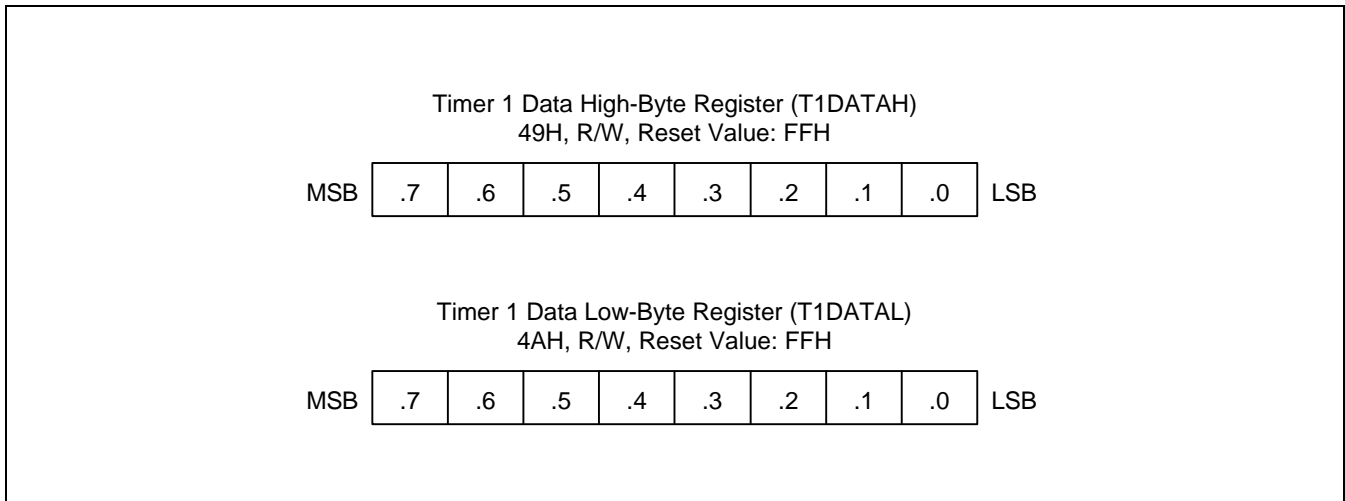 Timer 1 Data High-Byte Register (T1DATAH)
49H, R/W, Reset Value: FFH
MSB .7 .6 .5 .4 .3 .2 .1 .0 LSB
Timer 1 Data Low-Byte Register (T1DATAL)
4AH, R/W, Reset Value: FFH
MSB .7 .6 .5 .4 .3 .2 .1 .0 LSB